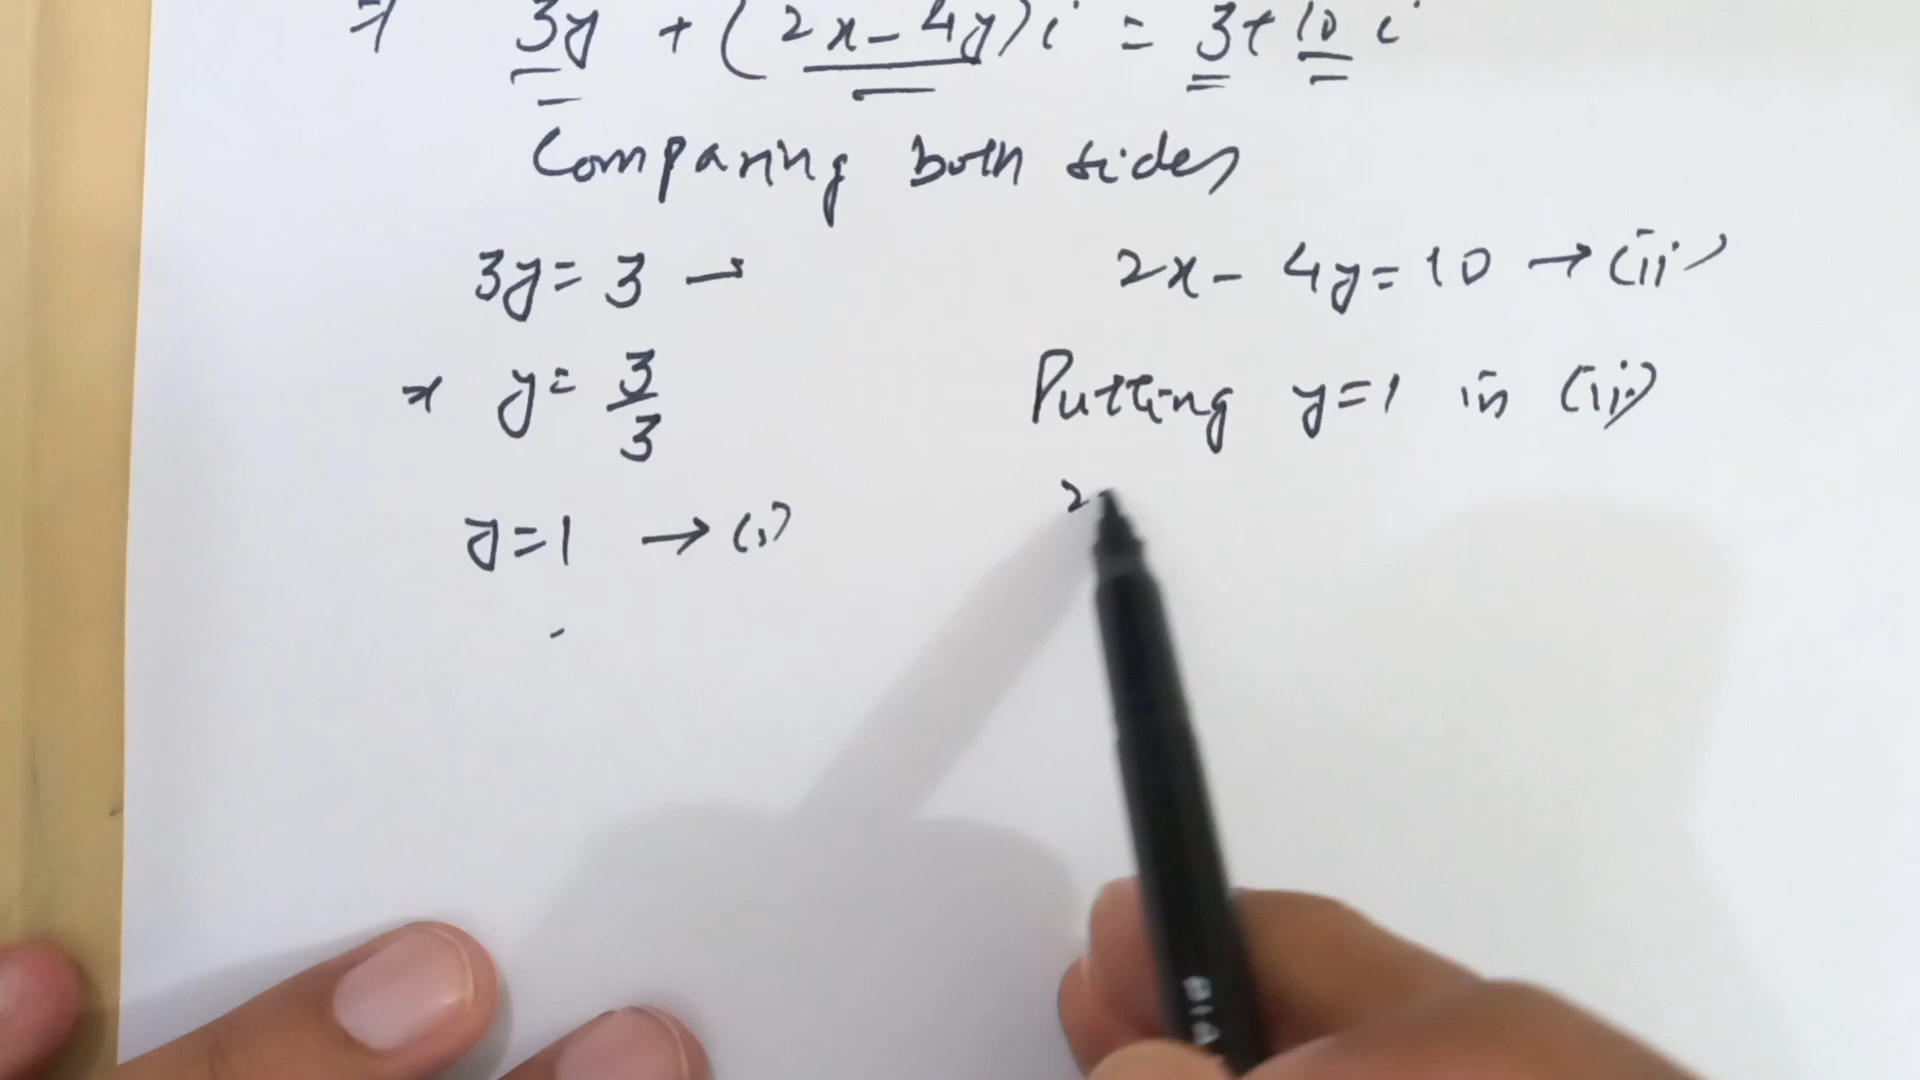 ⇒ 3y + (2x - 4y)i = 3 + 10i
Comparing both sides
3y = 3 →
2x - 4y = 10 → (ii)
⇒ y = 3/3
Putting y = 1 in (ii)
y = 1 → (i)
2